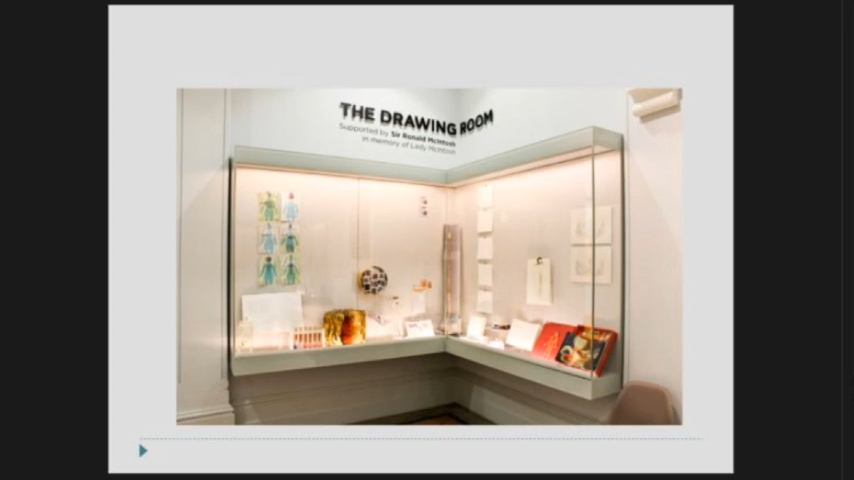 THE DRAWING ROOM
Supported by Sir Ronald McIntosh
in memory of Lady McIntosh